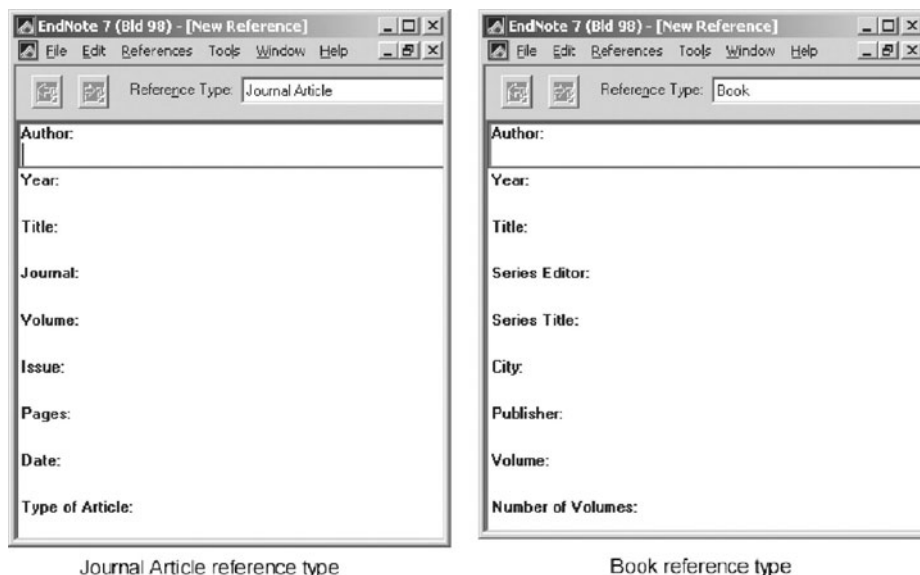 EndNote 7 (Bld 98) - [New Reference]
File Edit References Tools Window Help
Reference Type: Journal Article
Author:
Year:
Title:
Journal:
Volume:
Issue:
Pages:
Date:
Type of Article:
Journal Article reference type
EndNote 7 (Bld 98) - [New Reference]
File Edit References Tools Window Help
Reference Type: Book
Author:
Year:
Title:
Series Editor:
Series Title:
City:
Publisher:
Volume:
Number of Volumes:
Book reference type